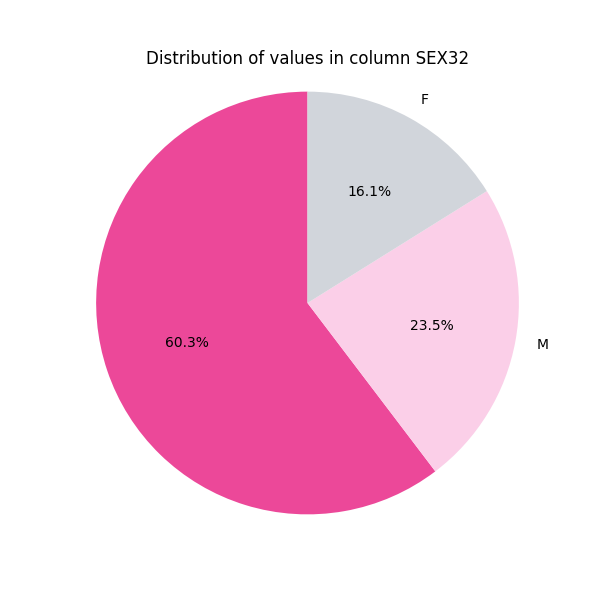 Distribution of values in column SEX32
F
16.1%
23.5%
60.3%
M